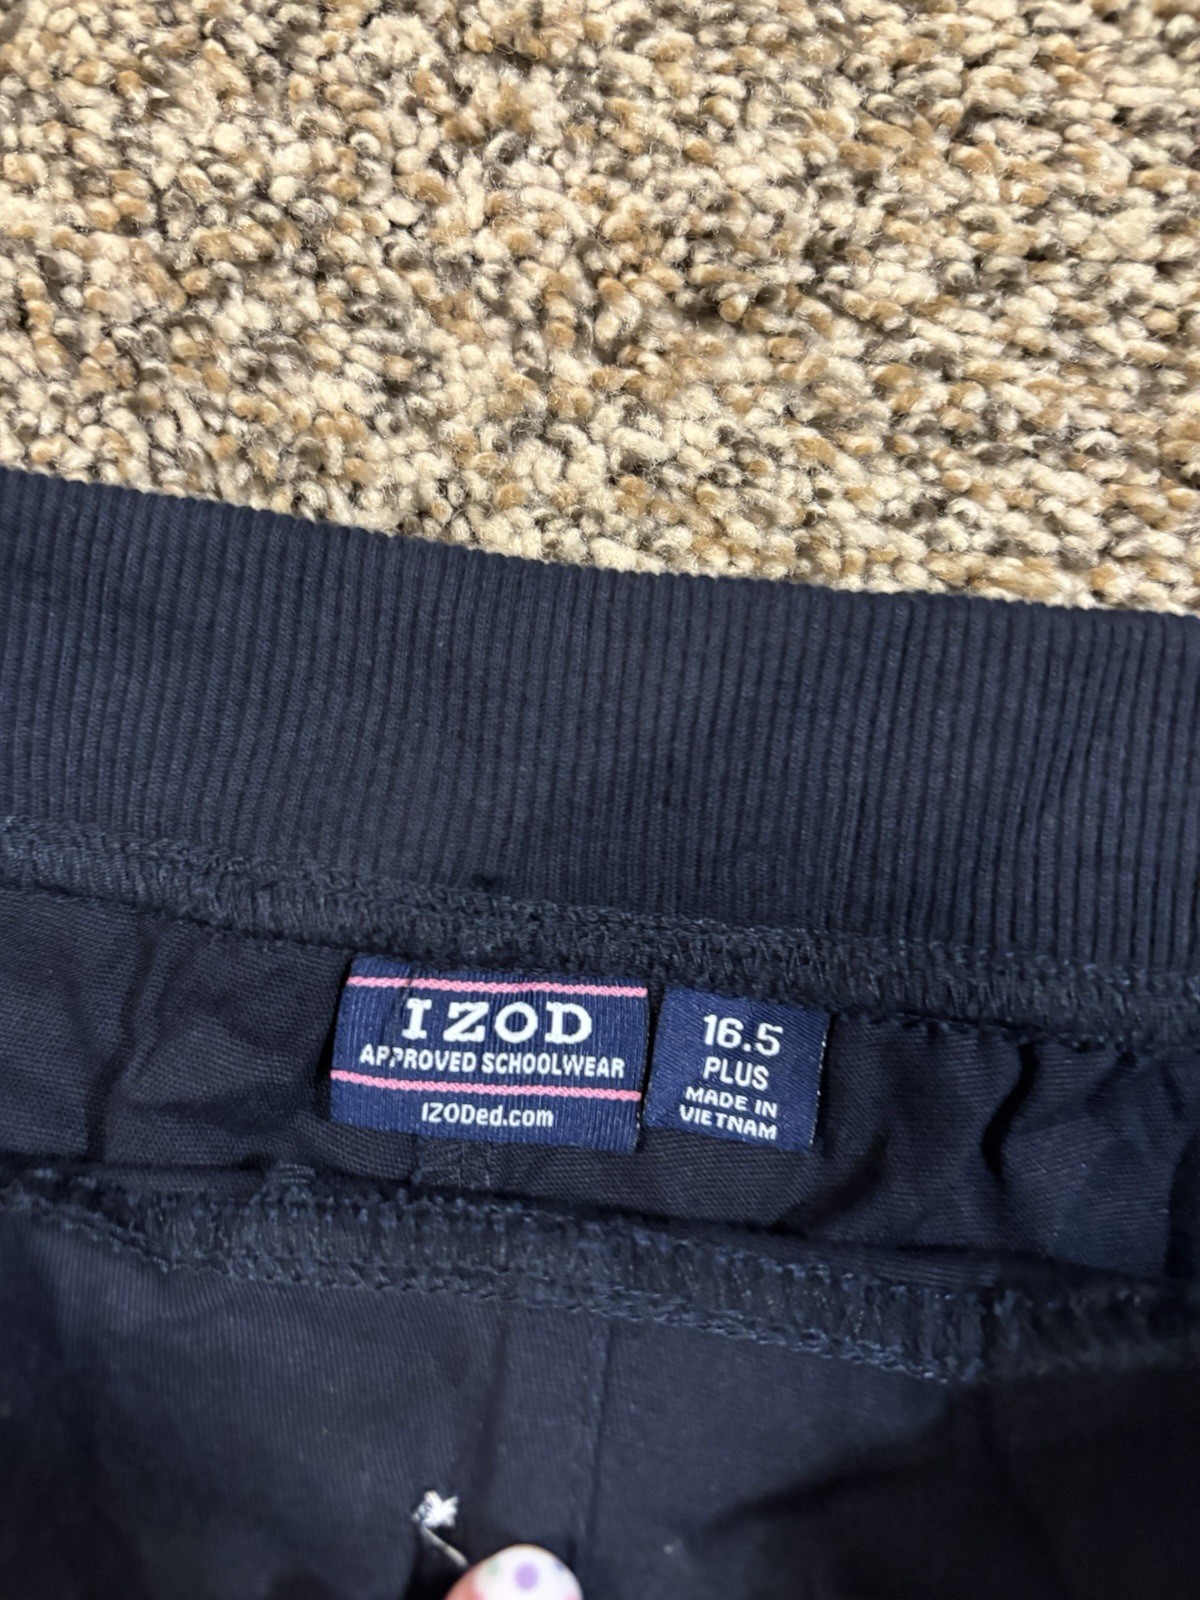 IZOD
APPROVED SCHOOLWEAR
IZODed.com
16.5
PLUS
MADE IN
VIETNAM